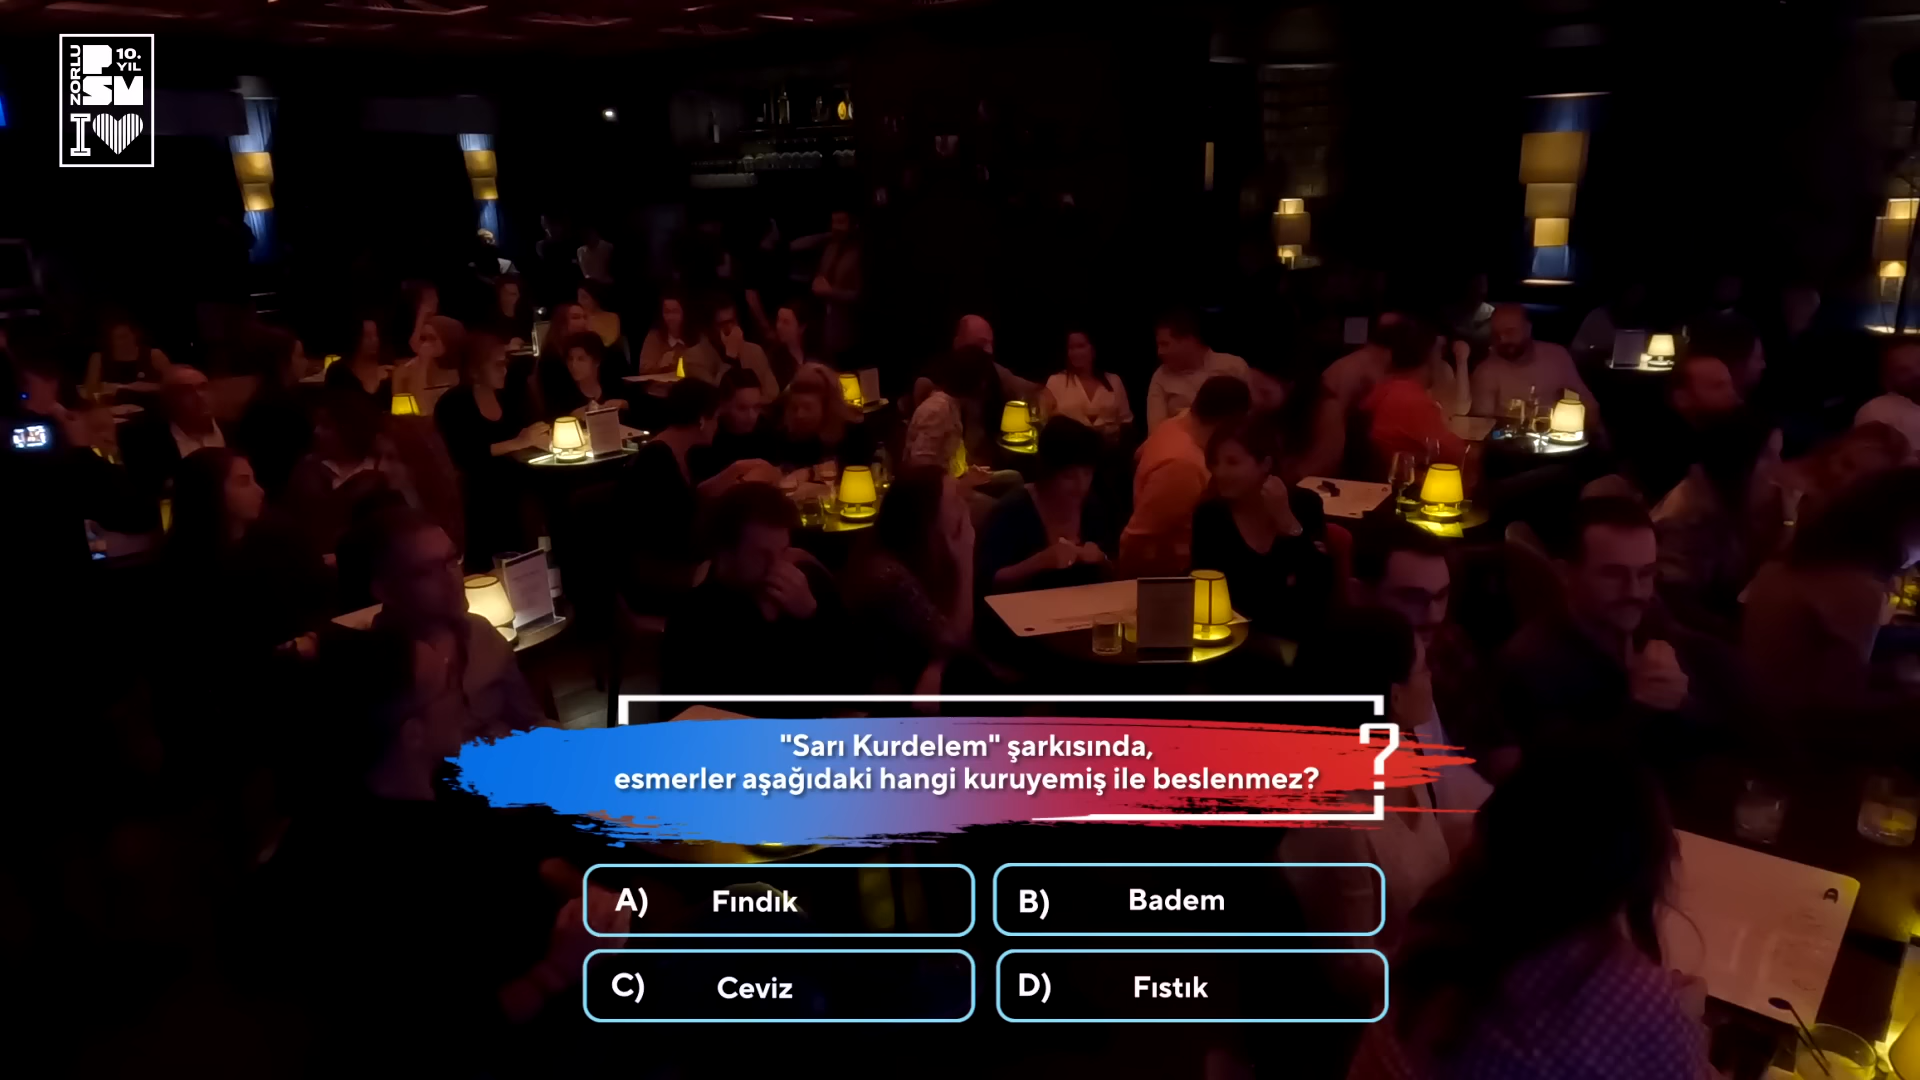 ZORLU
PSM
10.
YIL
I
"Sarı Kurdelem" şarkısında,
esmerler aşağıdaki hangi kuruyemiş ile beslenmez?
?
A) Fındık
B) Badem
C) Ceviz
D) Fıstık